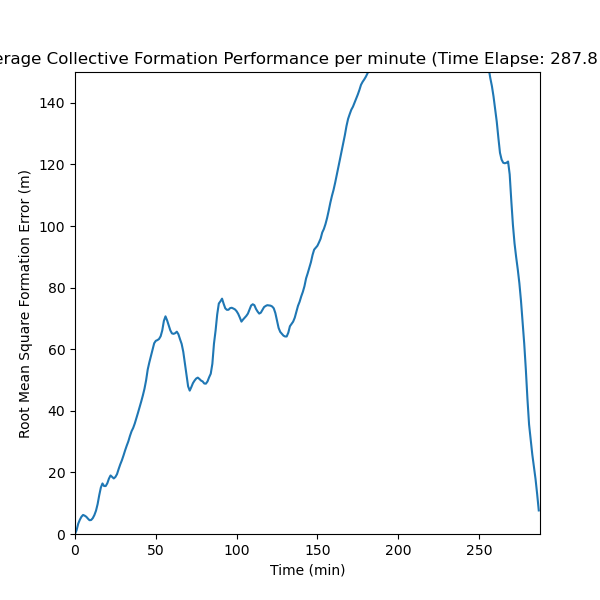 erage Collective Formation Performance per minute (Time Elapse: 287.8
Root Mean Square Formation Error (m)
140
120
100
80
60
40
20
0
0 50 100 150 200 250
Time (min)